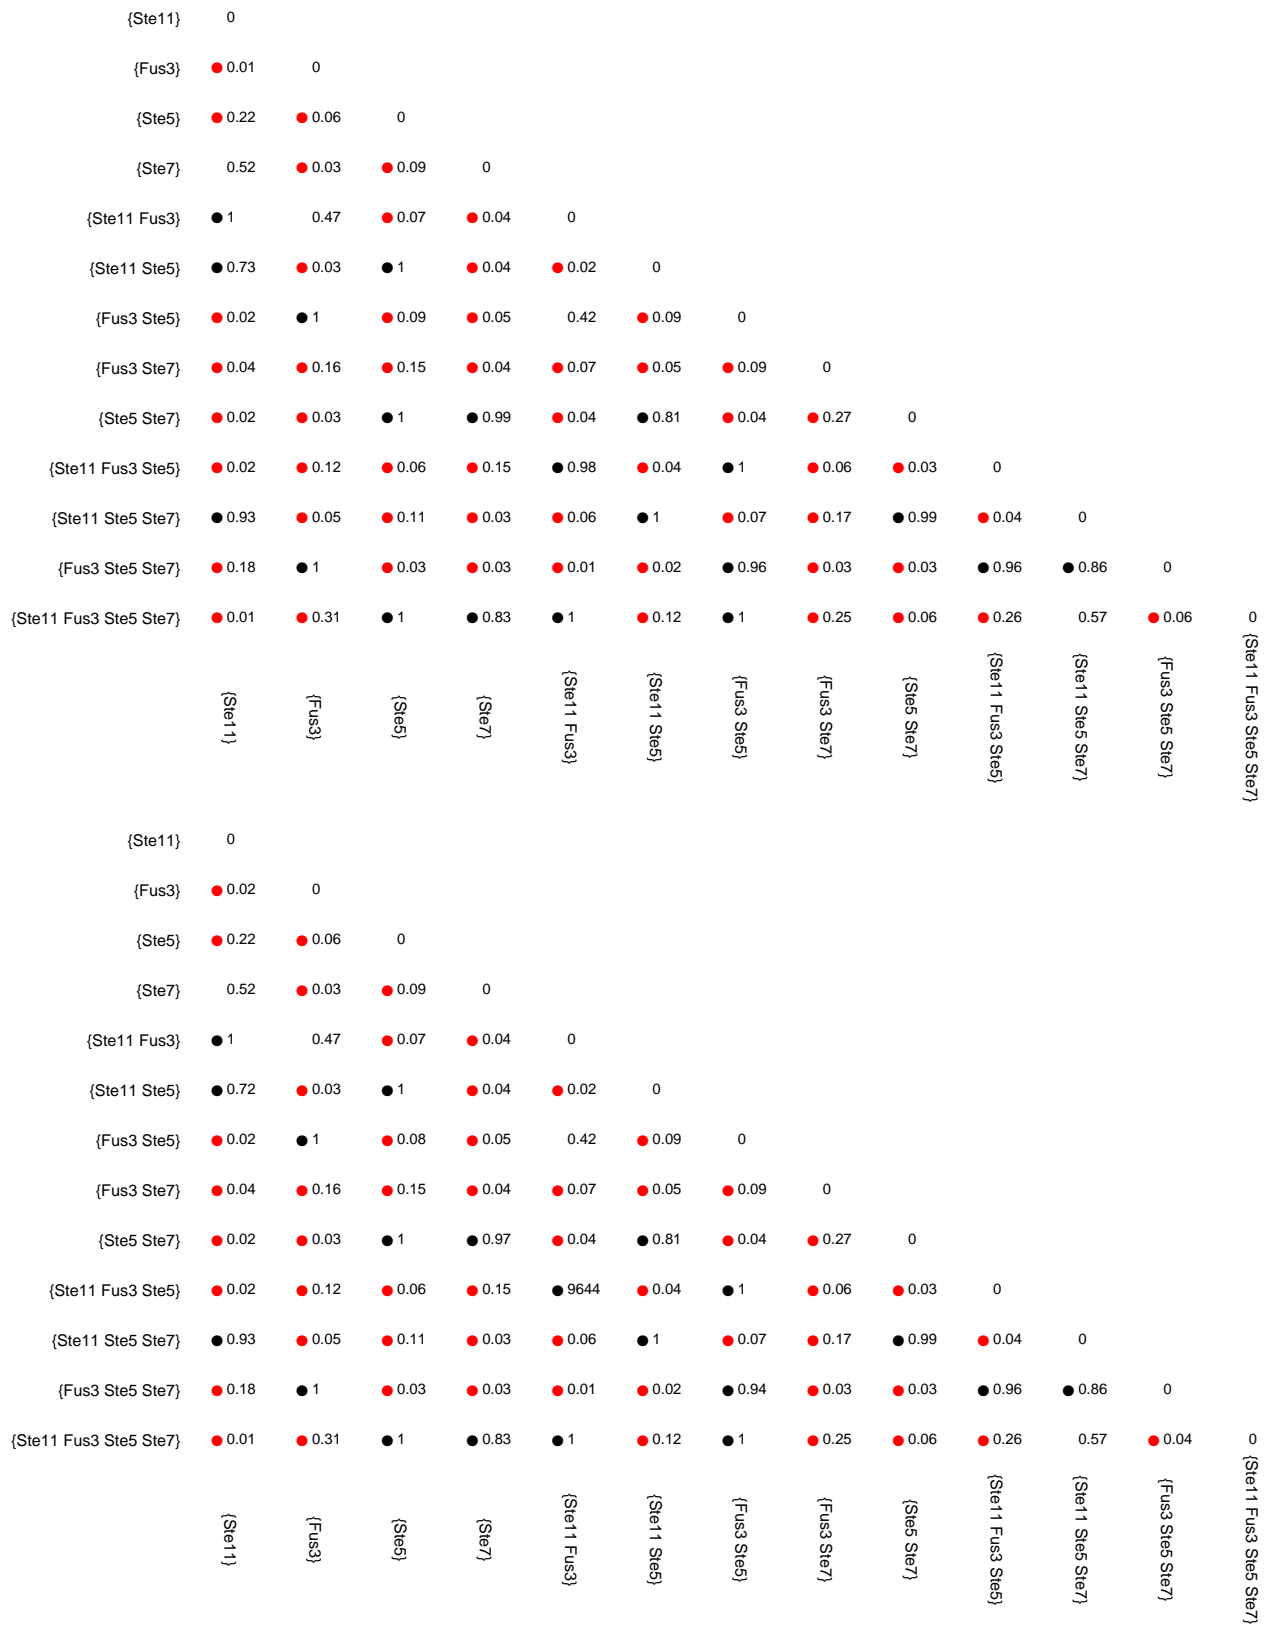 {Ste11} 0
{Fus3} 0.01 0
{Ste5} 0.22 0.06 0
{Ste7} 0.52 0.03 0.09 0
{Ste11 Fus3} 1 0.47 0.07 0.04 0
{Ste11 Ste5} 0.73 0.03 1 0.04 0.02 0
{Fus3 Ste5} 0.02 1 0.09 0.05 0.42 0.09 0
{Fus3 Ste7} 0.04 0.16 0.15 0.04 0.07 0.05 0.09 0
{Ste5 Ste7} 0.02 0.03 1 0.99 0.04 0.81 0.04 0.27 0
{Ste11 Fus3 Ste5} 0.02 0.12 0.06 0.15 0.98 0.04 1 0.06 0.03 0
{Ste11 Ste5 Ste7} 0.93 0.05 0.11 0.03 0.06 1 0.07 0.17 0.99 0.04 0
{Fus3 Ste5 Ste7} 0.18 1 0.03 0.03 0.01 0.02 0.96 0.03 0.03 0.96 0.86 0
{Ste11 Fus3 Ste5 Ste7} 0.01 0.31 1 0.83 1 0.12 1 0.25 0.06 0.26 0.57 0.06 0
{Ste11} {Fus3} {Ste5} {Ste7} {Ste11 Fus3} {Ste11 Ste5} {Fus3 Ste5} {Fus3 Ste7} {Ste5 Ste7} {Ste11 Fus3 Ste5} {Ste11 Ste5 Ste7} {Fus3 Ste5 Ste7} {Ste11 Fus3 Ste5 Ste7}
{Ste11} 0
{Fus3} 0.02 0
{Ste5} 0.22 0.06 0
{Ste7} 0.52 0.03 0.09 0
{Ste11 Fus3} 1 0.47 0.07 0.04 0
{Ste11 Ste5} 0.72 0.03 1 0.04 0.02 0
{Fus3 Ste5} 0.02 1 0.08 0.05 0.42 0.09 0
{Fus3 Ste7} 0.04 0.16 0.15 0.04 0.07 0.05 0.09 0
{Ste5 Ste7} 0.02 0.03 1 0.97 0.04 0.81 0.04 0.27 0
{Ste11 Fus3 Ste5} 0.02 0.12 0.06 0.15 9644 0.04 1 0.06 0.03 0
{Ste11 Ste5 Ste7} 0.93 0.05 0.11 0.03 0.06 1 0.07 0.17 0.99 0.04 0
{Fus3 Ste5 Ste7} 0.18 1 0.03 0.03 0.01 0.02 0.94 0.03 0.03 0.96 0.86 0
{Ste11 Fus3 Ste5 Ste7} 0.01 0.31 1 0.83 1 0.12 1 0.25 0.06 0.26 0.57 0.04 0
{Ste11} {Fus3} {Ste5} {Ste7} {Ste11 Fus3} {Ste11 Ste5} {Fus3 Ste5} {Fus3 Ste7} {Ste5 Ste7} {Ste11 Fus3 Ste5} {Ste11 Ste5 Ste7} {Fus3 Ste5 Ste7} {Ste11 Fus3 Ste5 Ste7}